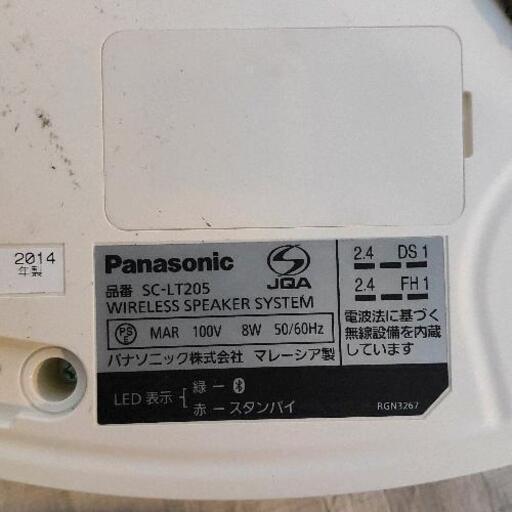 2014
年製
Panasonic
JQA
品番 SC-LT205
WIRELESS SPEAKER SYSTEM
PS E MAR 100V 8W 50/60Hz
パナソニック株式会社 マレーシア製
2.4 DS 1
2.4 FH 1
電波法に基づく
無線設備を内蔵
しています
LED 表示
緑 ー
赤 ー スタンバイ
RGN3267